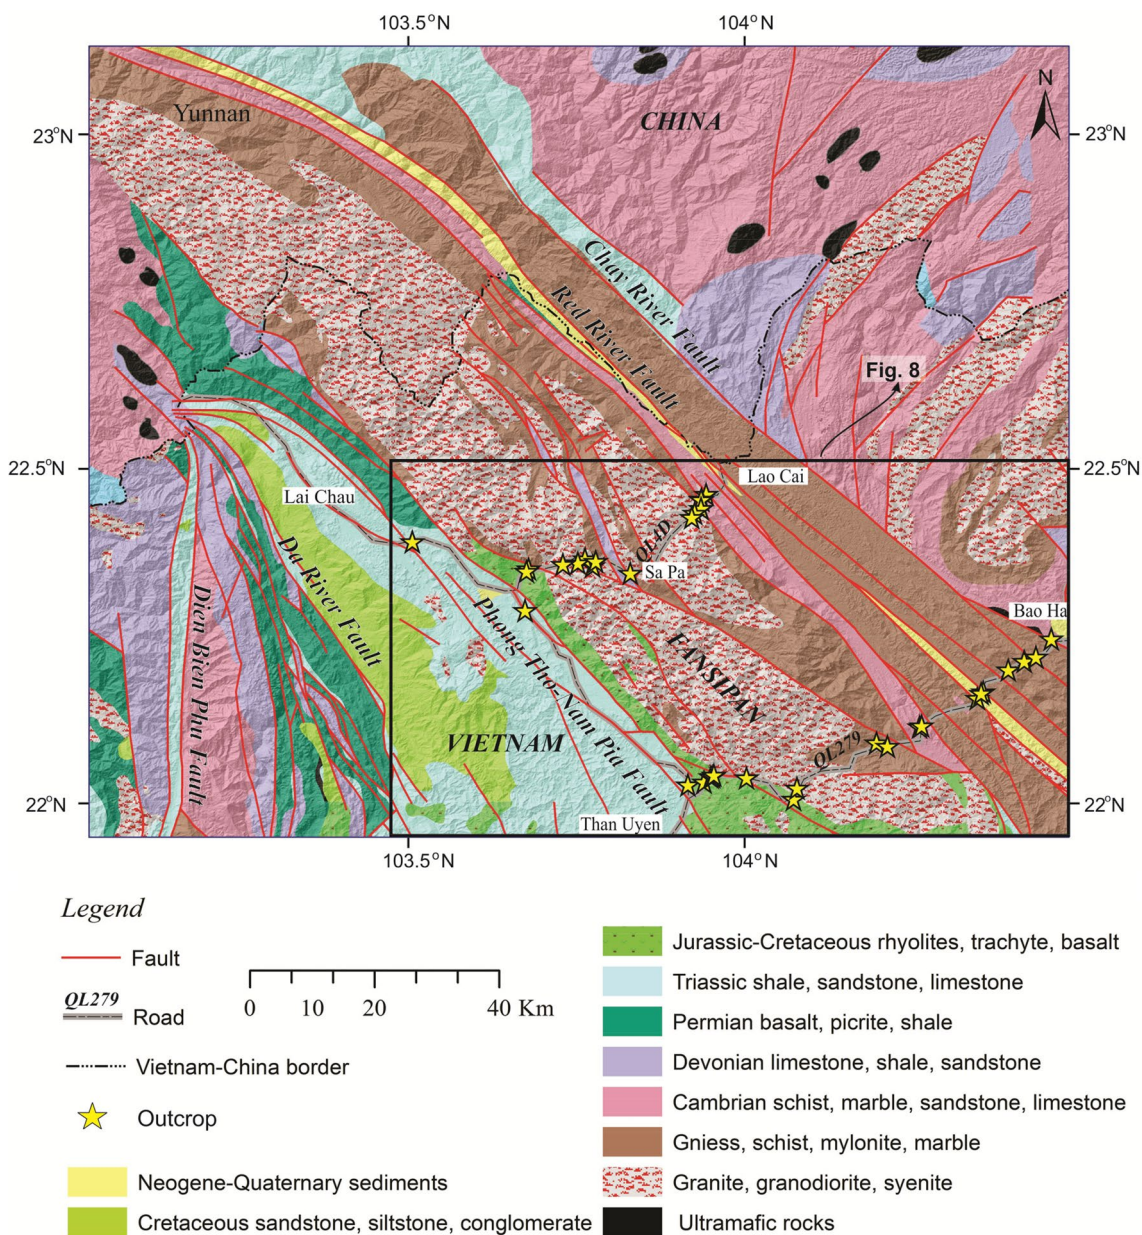 103.5°N
104°N
N
23°N
23°N
Yunnan
CHINA
Chay River Fault
Red River Fault
Fig. 8
22.5°N
22.5°N
Lao Cai
Lai Chau
QL4D
Sa Pa
Da River Fault
Bao Ha
Dien Bien Phu Fault
Phong Tho-Nam Pia Fault
FANSIPAN
VIETNAM
QL279
22°N
22°N
Than Uyen
103.5°N
104°N
Legend
Fault
QL279
Road
0 10 20 40 Km
Vietnam-China border
Outcrop
Neogene-Quaternary sediments
Cretaceous sandstone, siltstone, conglomerate
Jurassic-Cretaceous rhyolites, trachyte, basalt
Triassic shale, sandstone, limestone
Permian basalt, picrite, shale
Devonian limestone, shale, sandstone
Cambrian schist, marble, sandstone, limestone
Gniess, schist, mylonite, marble
Granite, granodiorite, syenite
Ultramafic rocks